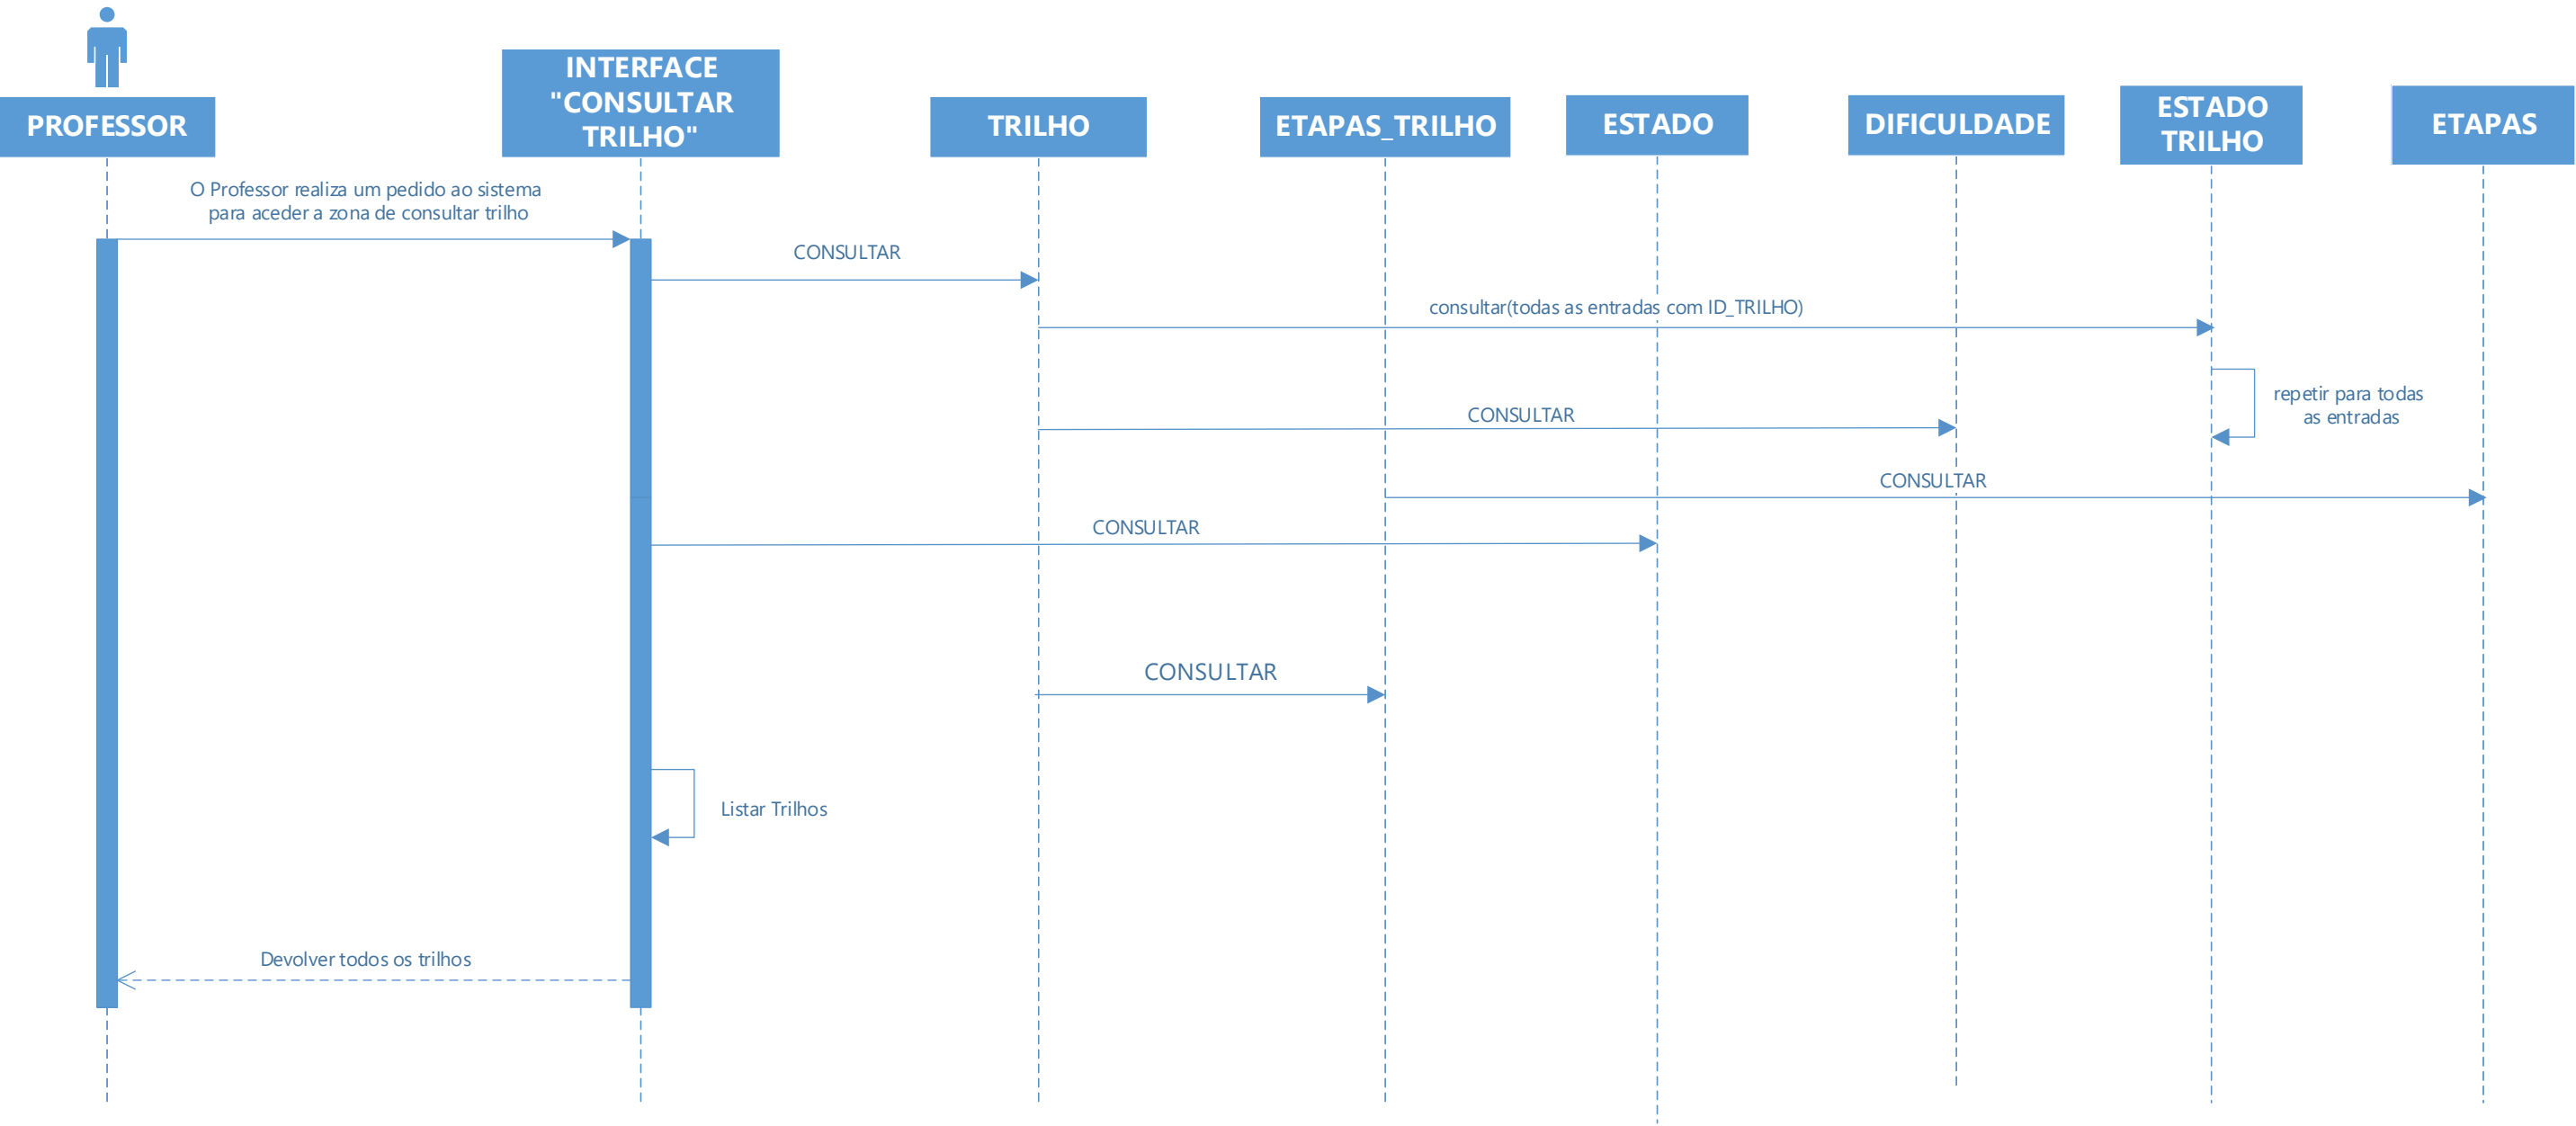 PROFESSOR
INTERFACE
"CONSULTAR
TRILHO"
TRILHO
ETAPAS_TRILHO
ESTADO
DIFICULDADE
ESTADO
TRILHO
ETAPAS
O Professor realiza um pedido ao sistema
para aceder a zona de consultar trilho
CONSULTAR
consultar(todas as entradas com ID_TRILHO)
repetir para todas
as entradas
CONSULTAR
CONSULTAR
CONSULTAR
CONSULTAR
Listar Trilhos
Devolver todos os trilhos